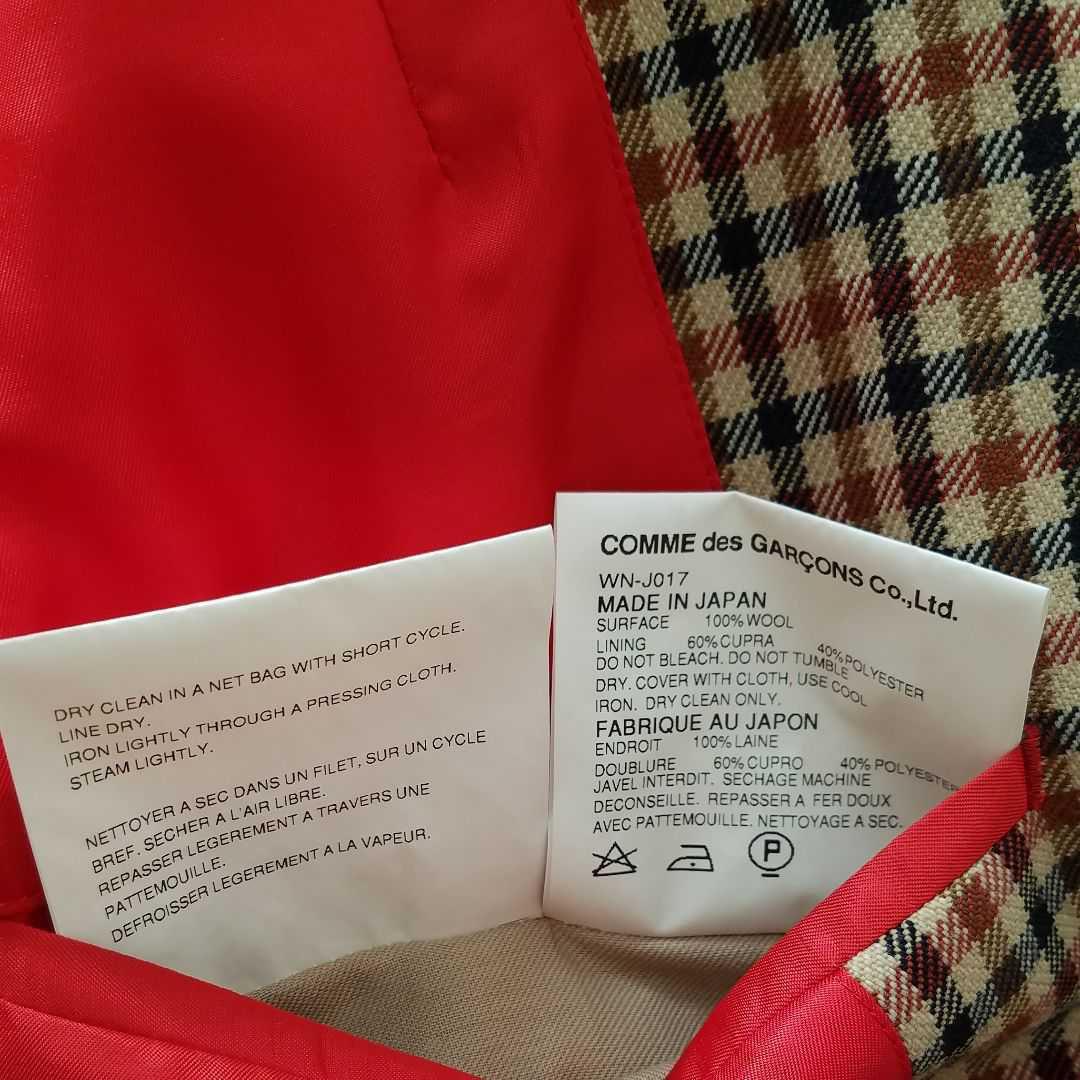 DRY CLEAN IN A NET BAG WITH SHORT CYCLE.
LINE DRY.
IRON LIGHTLY THROUGH A PRESSING CLOTH.
STEAM LIGHTLY.
NETTOYER A SEC DANS UN FILET, SUR UN CYCLE
BREF. SECHER A L'AIR LIBRE.
REPASSER LEGEREMENT A TRAVERS UNE
PATTEMOUILLE.
DEFROISSER LEGEREMENT A LA VAPEUR.
COMME des GARÇONS Co.,Ltd.
WN-J017
MADE IN JAPAN
SURFACE 100% WOOL
LINING 60% CUPRA 40% POLYESTER
DO NOT BLEACH. DO NOT TUMBLE
DRY. COVER WITH CLOTH, USE COOL
IRON. DRY CLEAN ONLY.
FABRIQUE AU JAPON
ENDROIT 100% LAINE
DOUBLURE 60% CUPRO 40% POLYESTER
JAVEL INTERDIT. SECHAGE MACHINE
DECONSEILLE. REPASSER A FER DOUX
AVEC PATTEMOUILLE. NETTOYAGE A SEC.
P